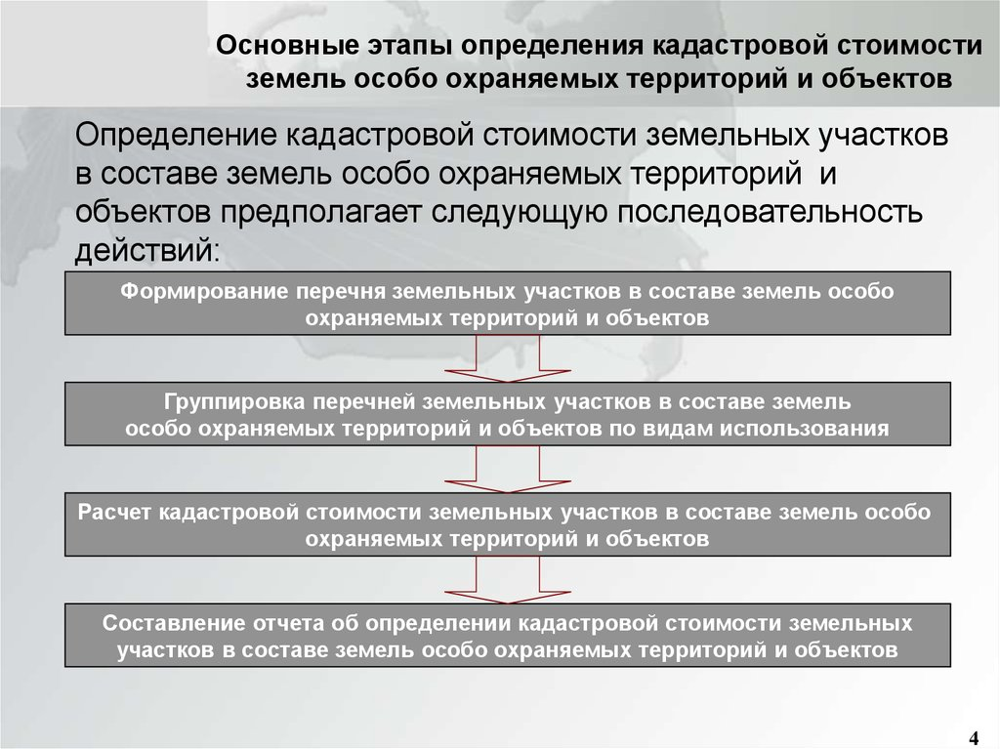 Основные этапы определения кадастровой стоимости
земель особо охраняемых территорий и объектов
Определение кадастровой стоимости земельных участков
в составе земель особо охраняемых территорий и
объектов предполагает следующую последовательность
действий:
Формирование перечня земельных участков в составе земель особо
охраняемых территорий и объектов
Группировка перечней земельных участков в составе земель
особо охраняемых территорий и объектов по видам использования
Расчет кадастровой стоимости земельных участков в составе земель особо
охраняемых территорий и объектов
Составление отчета об определении кадастровой стоимости земельных
участков в составе земель особо охраняемых территорий и объектов
4